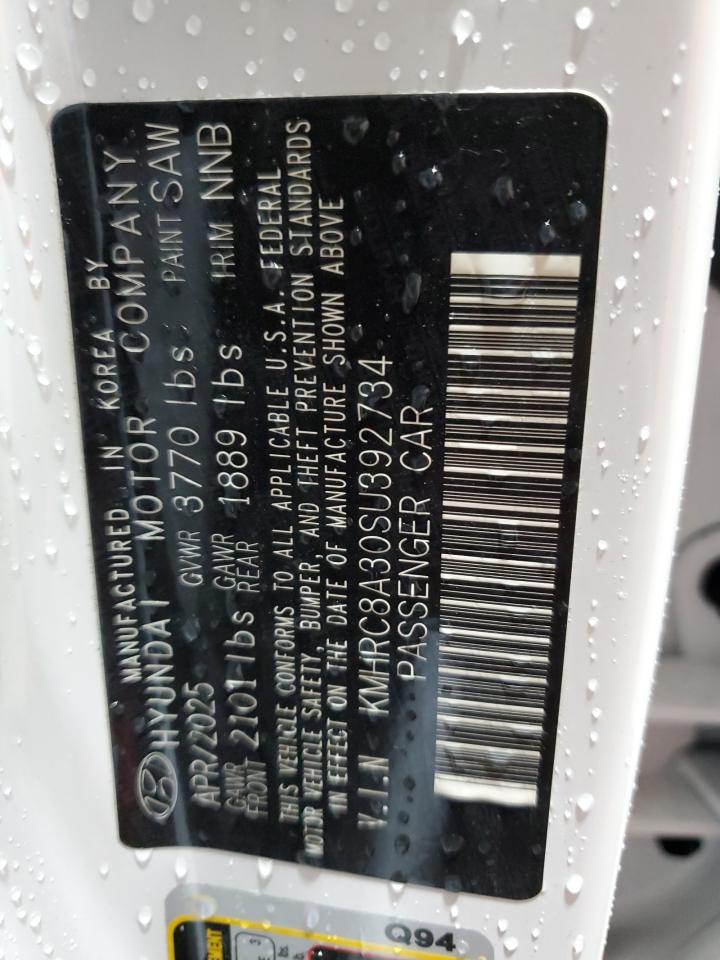 MANUFACTURED IN KOREA BY
HYUNDAI MOTOR COMPANY
APR/2025 GVWR 3770 lbs PAINT SAW
GAWR FRONT 2101 lbs GAWR REAR 1889 lbs TRIM NNB
THIS VEHICLE CONFORMS TO ALL APPLICABLE U.S.A. FEDERAL
MOTOR VEHICLE SAFETY, BUMPER, AND THEFT PREVENTION STANDARDS
IN EFFECT ON THE DATE OF MANUFACTURE SHOWN ABOVE
V.I.N KMHRC8A30SU392734
PASSENGER CAR
Q94